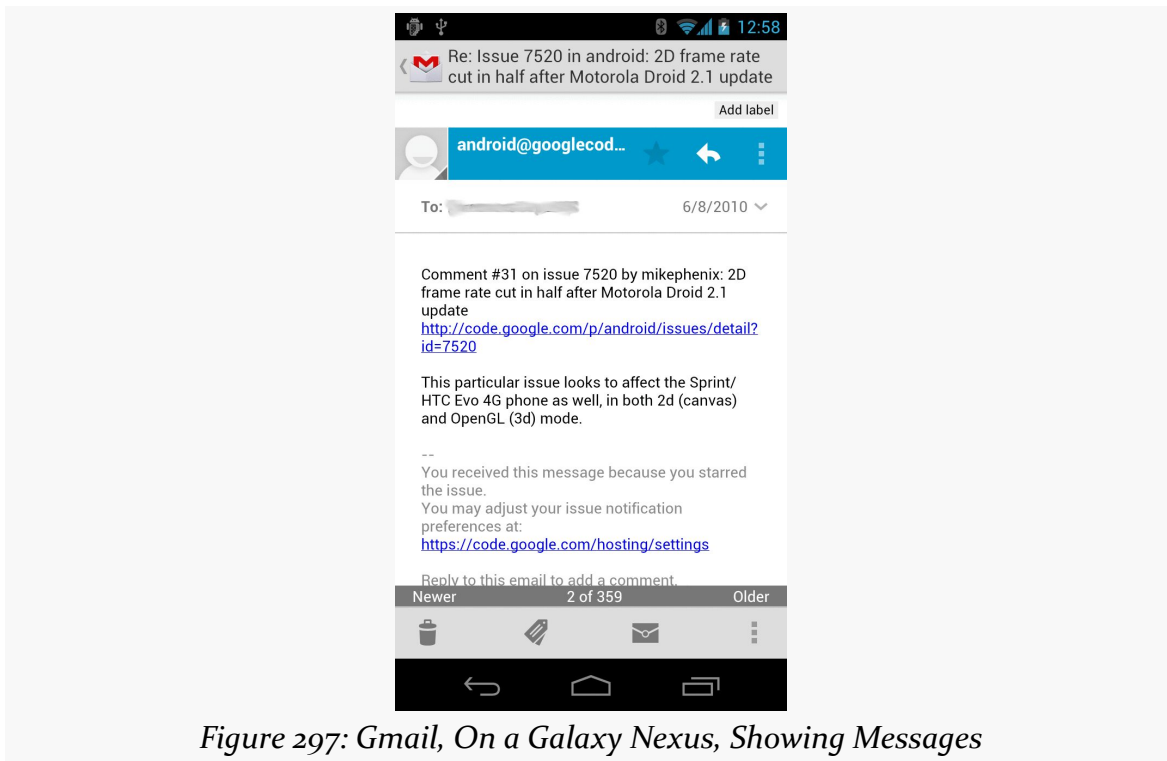 12:58
Re: Issue 7520 in android: 2D frame rate
cut in half after Motorola Droid 2.1 update
Add label
android@googlecod...
To:
6/8/2010
Comment #31 on issue 7520 by mikephenix: 2D
frame rate cut in half after Motorola Droid 2.1
update
http://code.google.com/p/android/issues/detail?
id=7520
This particular issue looks to affect the Sprint/
HTC Evo 4G phone as well, in both 2d (canvas)
and OpenGL (3d) mode.
--
You received this message because you starred
the issue.
You may adjust your issue notification
preferences at:
https://code.google.com/hosting/settings
Reply to this email to add a comment.
Newer 2 of 359 Older
Figure 297: Gmail, On a Galaxy Nexus, Showing Messages